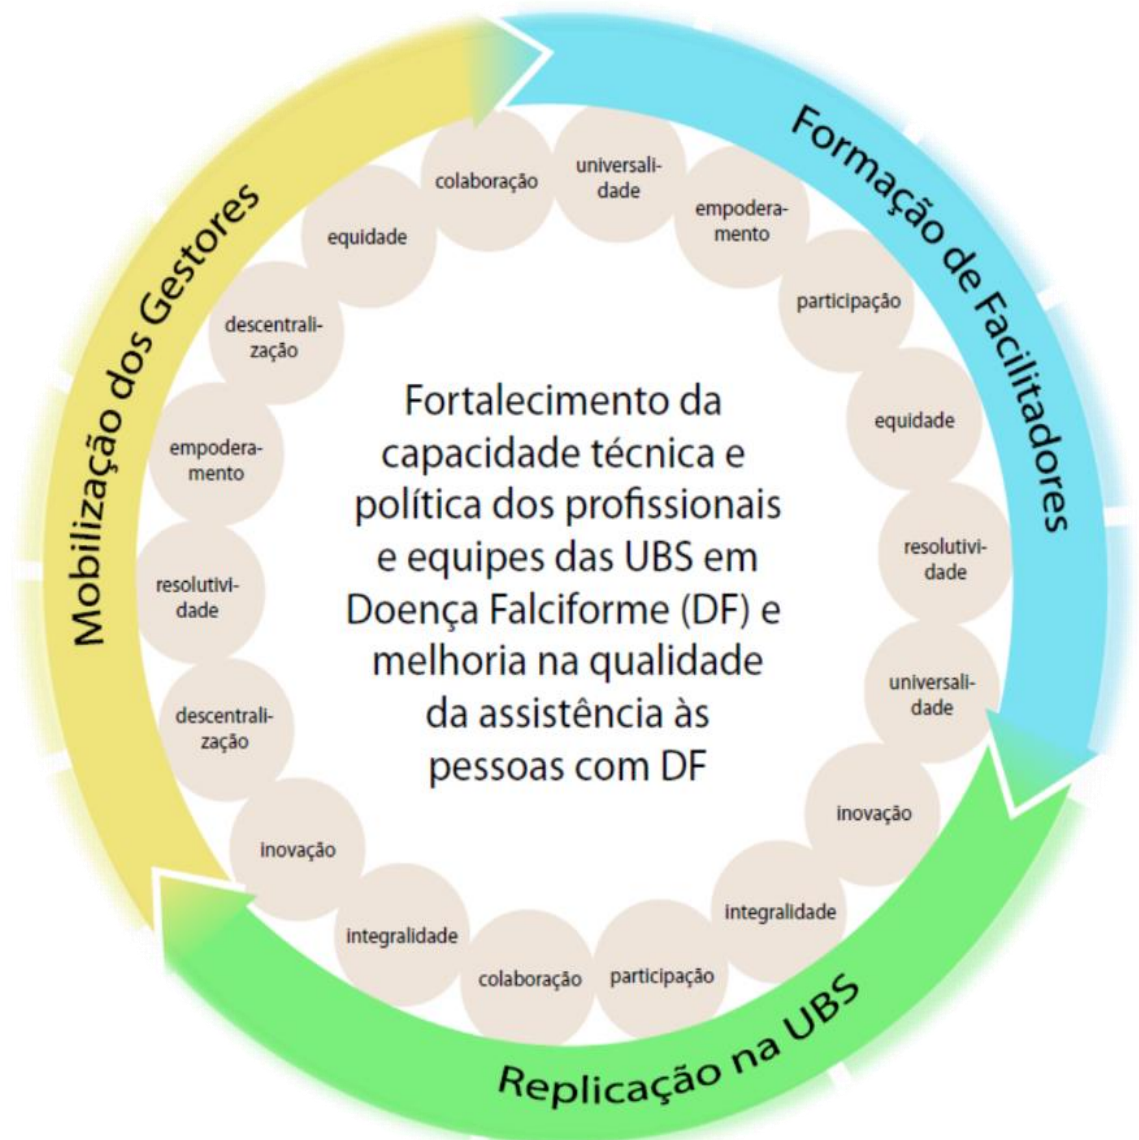 Mobilização dos Gestores
Formação de Facilitadores
Replicação na UBS
colaboração
universali-
dade
empodera-
mento
participação
equidade
resolutivi-
dade
universali-
dade
inovação
integralidade
participação
colaboração
integralidade
inovação
descentrali-
zação
resolutivi-
dade
empodera-
mento
descentrali-
zação
equidade
Fortalecimento da
capacidade técnica e
política dos profissionais
e equipes das UBS em
Doença Falciforme (DF) e
melhoria na qualidade
da assistência às
pessoas com DF